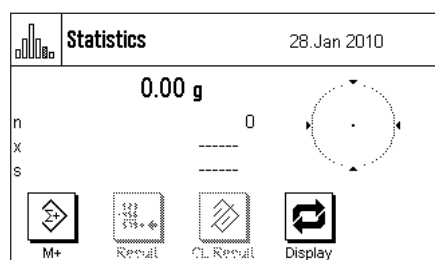 Statistics 28.Jan 2010
0.00 g
n 0
x ------
s ------
M+ Result CL Result Display